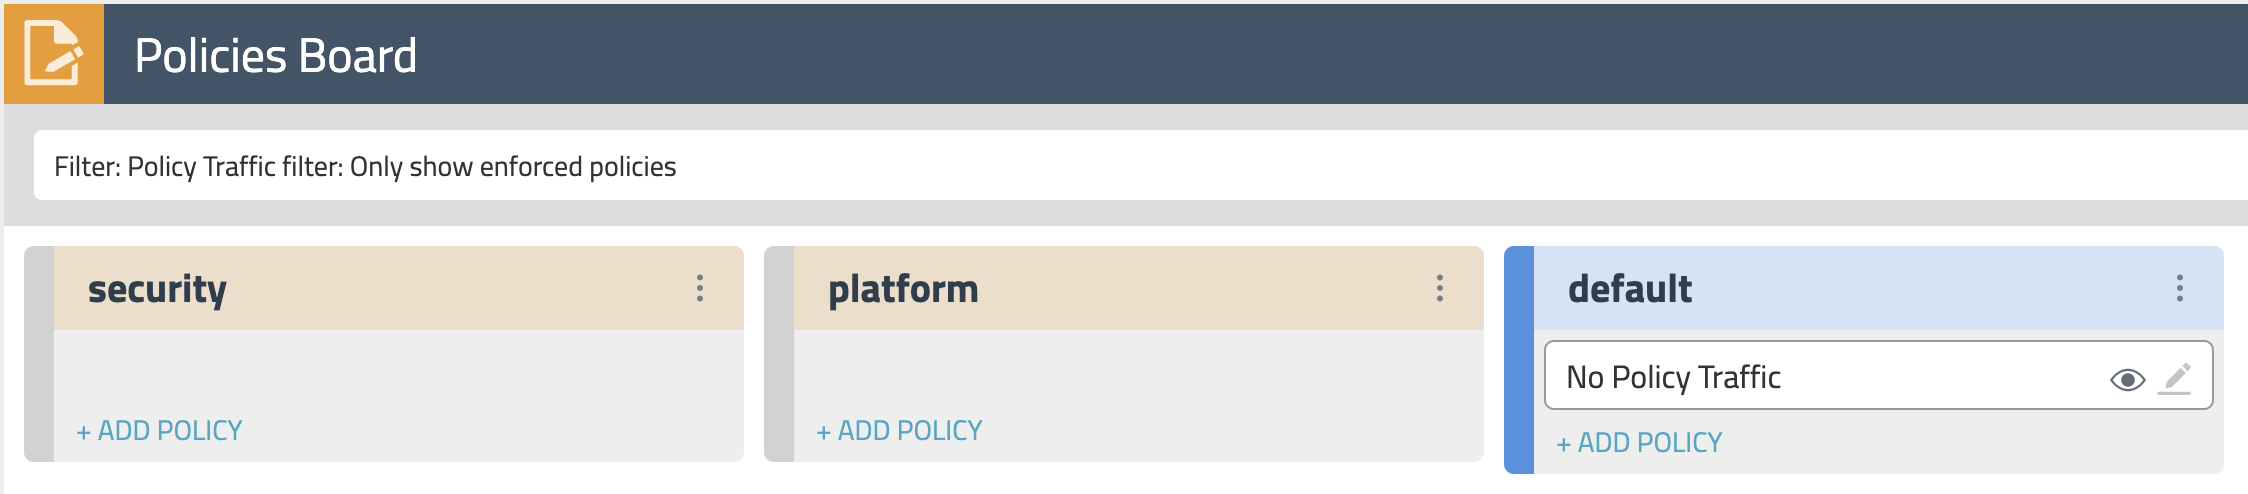 Policies Board
Filter: Policy Traffic filter: Only show enforced policies
security
+ ADD POLICY
platform
+ ADD POLICY
default
No Policy Traffic
+ ADD POLICY